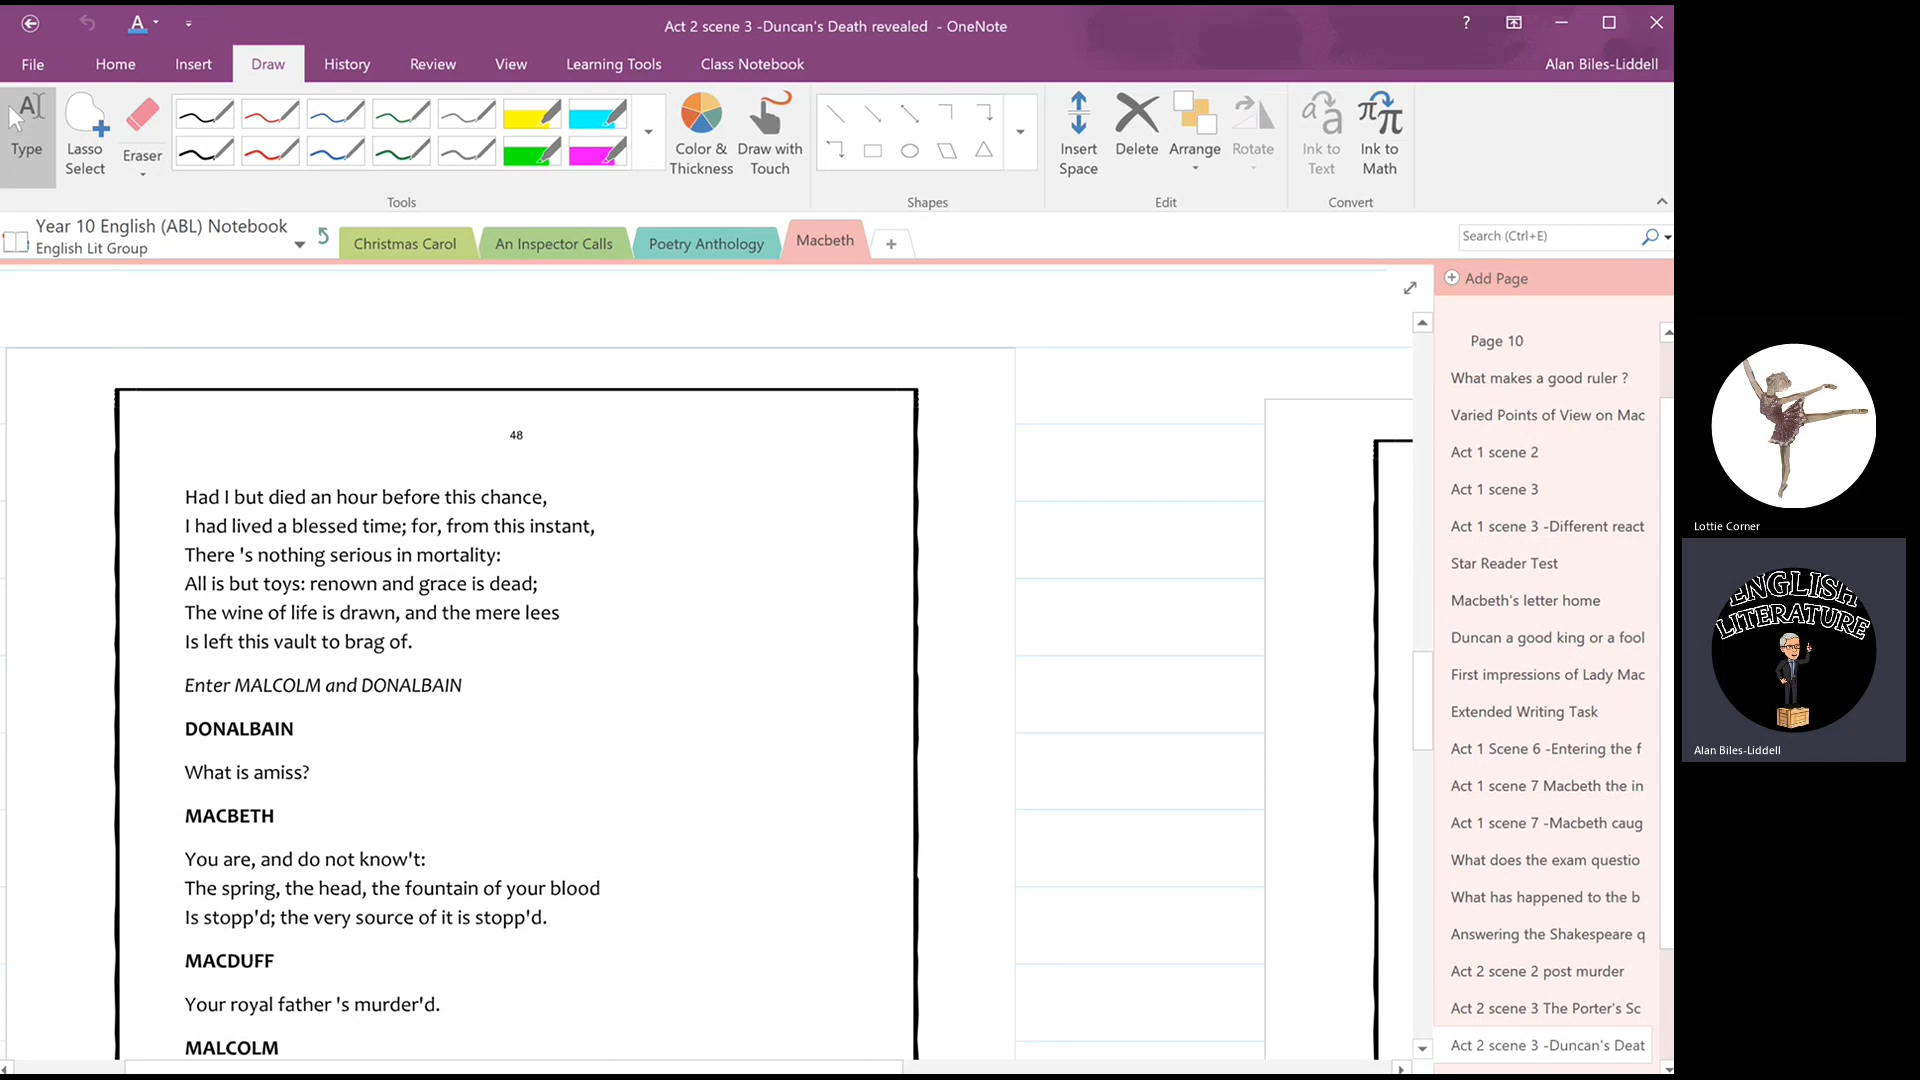 Act 2 scene 3 -Duncan's Death revealed - OneNote
?
A
File
Home
Insert
Draw
History
Review
View
Learning Tools
Class Notebook
Alan Biles-Liddell
Type
Lasso
Select
Eraser
Color &
Thickness
Draw with
Touch
Insert
Space
Delete
Arrange
Rotate
Ink to
Text
Ink to
Math
Tools
Shapes
Edit
Convert
Year 10 English (ABL) Notebook
English Lit Group
Christmas Carol
An Inspector Calls
Poetry Anthology
Macbeth
Search (Ctrl+E)
Add Page
48
Had I but died an hour before this chance,
I had lived a blessed time; for, from this instant,
There 's nothing serious in mortality:
All is but toys: renown and grace is dead;
The wine of life is drawn, and the mere lees
Is left this vault to brag of.
Enter MALCOLM and DONALBAIN
DONALBAIN
What is amiss?
MACBETH
You are, and do not know't:
The spring, the head, the fountain of your blood
Is stopp'd; the very source of it is stopp'd.
MACDUFF
Your royal father 's murder'd.
MALCOLM
Page 10
What makes a good ruler ?
Varied Points of View on Mac
Act 1 scene 2
Act 1 scene 3
Act 1 scene 3 -Different react
Star Reader Test
Macbeth's letter home
Duncan a good king or a fool
First impressions of Lady Mac
Extended Writing Task
Act 1 Scene 6 -Entering the f
Act 1 scene 7 Macbeth the in
Act 1 scene 7 -Macbeth caug
What does the exam questio
What has happened to the b
Answering the Shakespeare q
Act 2 scene 2 post murder
Act 2 scene 3 The Porter's Sc
Act 2 scene 3 -Duncan's Deat
Lottie Corner
ENGLISH
LITERATURE
Alan Biles-Liddell